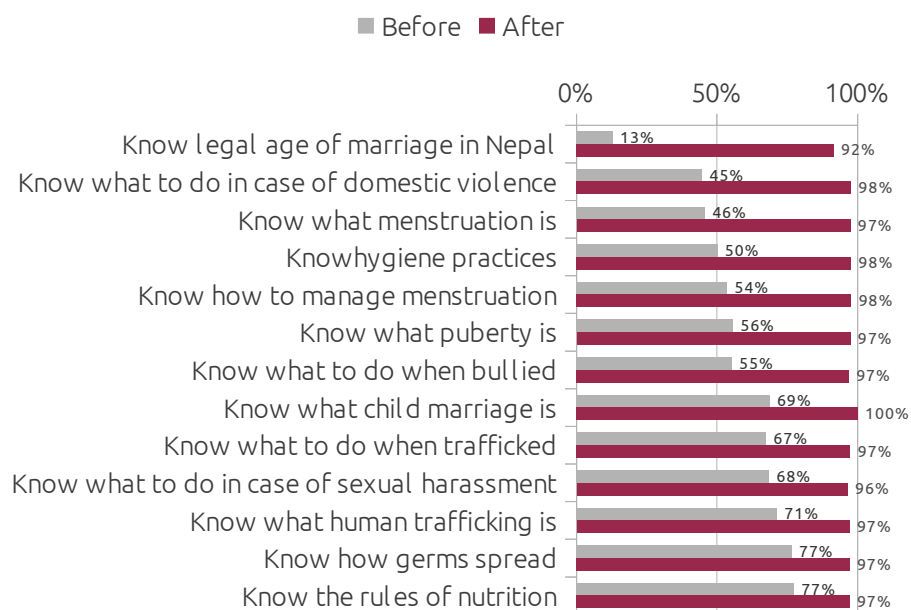 Before After
0% 50% 100%
Know legal age of marriage in Nepal 13% 92%
Know what to do in case of domestic violence 45% 98%
Know what menstruation is 46% 97%
Knowhygiene practices 50% 98%
Know how to manage menstruation 54% 98%
Know what puberty is 56% 97%
Know what to do when bullied 55% 97%
Know what child marriage is 69% 100%
Know what to do when trafficked 67% 97%
Know what to do in case of sexual harassment 68% 96%
Know what human trafficking is 71% 97%
Know how germs spread 77% 97%
Know the rules of nutrition 77% 97%